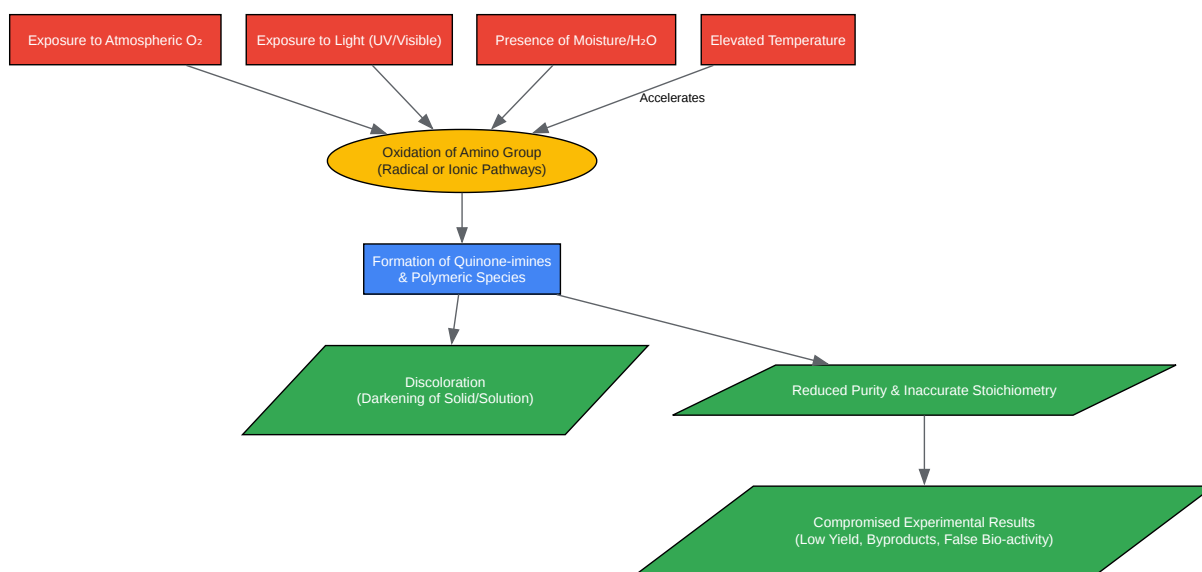 Exposure to Atmospheric O₂
Exposure to Light (UV/Visible)
Presence of Moisture/H₂O
Elevated Temperature
Accelerates
Oxidation of Amino Group
(Radical or Ionic Pathways)
Formation of Quinone-imines
& Polymeric Species
Discoloration
(Darkening of Solid/Solution)
Reduced Purity & Inaccurate Stoichiometry
Compromised Experimental Results
(Low Yield, Byproducts, False Bio-activity)